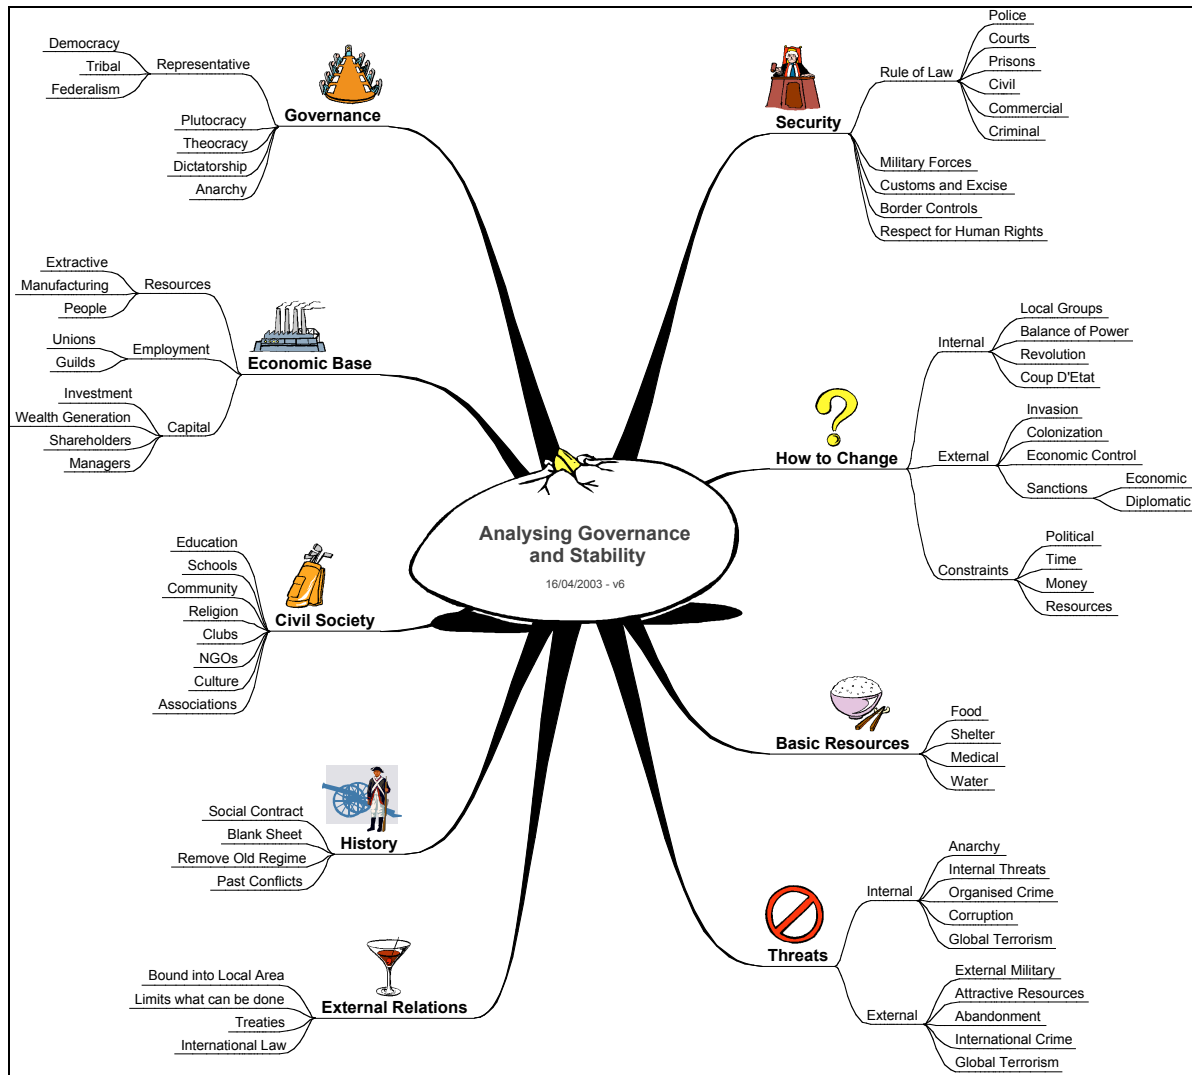 Analysing Governance
and Stability
16/04/2003 - v6
Governance
Representative
Democracy
Tribal
Federalism
Plutocracy
Theocracy
Dictatorship
Anarchy
Economic Base
Resources
Extractive
Manufacturing
People
Employment
Unions
Guilds
Capital
Investment
Wealth Generation
Shareholders
Managers
Civil Society
Education
Schools
Community
Religion
Clubs
NGOs
Culture
Associations
History
Social Contract
Blank Sheet
Remove Old Regime
Past Conflicts
External Relations
Bound into Local Area
Limits what can be done
Treaties
International Law
Security
Rule of Law
Police
Courts
Prisons
Civil
Commercial
Criminal
Military Forces
Customs and Excise
Border Controls
Respect for Human Rights
How to Change
Internal
Local Groups
Balance of Power
Revolution
Coup D'Etat
External
Invasion
Colonization
Economic Control
Sanctions
Economic
Diplomatic
Constraints
Political
Time
Money
Resources
Basic Resources
Food
Shelter
Medical
Water
Threats
Internal
Anarchy
Internal Threats
Organised Crime
Corruption
Global Terrorism
External
External Military
Attractive Resources
Abandonment
International Crime
Global Terrorism